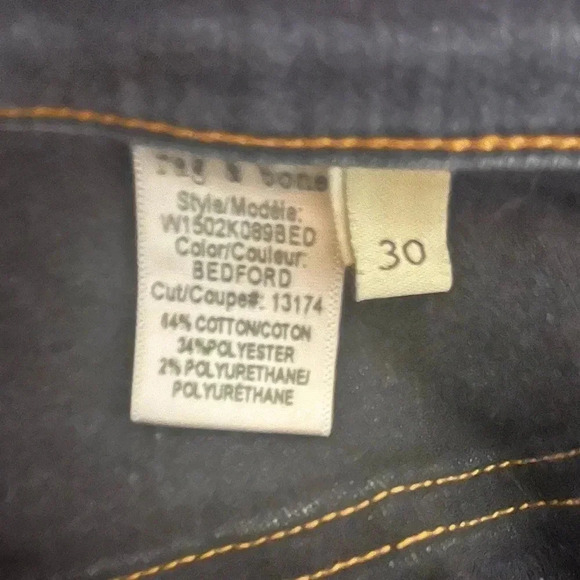 rag & bone
Style/Modèle:
W1502K089BED
Color/Couleur:
BEDFORD
Cut/Coupe#: 13174
64% COTTON/COTON
34%POLYESTER
2% POLYURETHANE/
POLYURETHANE
30